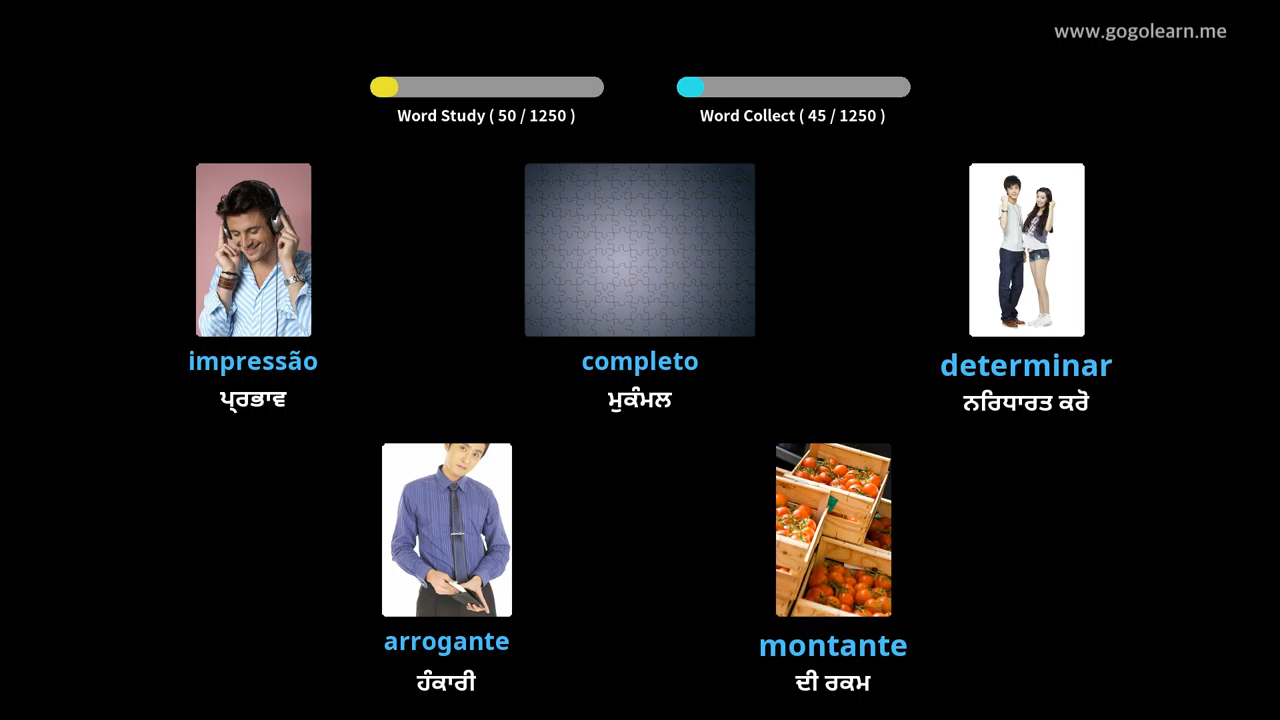 www.gogolearn.me
Word Study ( 50 / 1250 )
Word Collect ( 45 / 1250 )
impressão
ਪ੍ਰਭਾਵ
completo
ਮੁਕੰਮਲ
determinar
ਨਰਿਧਾਰਤ ਕਰੋ
arrogante
ਹੰਕਾਰੀ
montante
ਦੀ ਰਕਮ